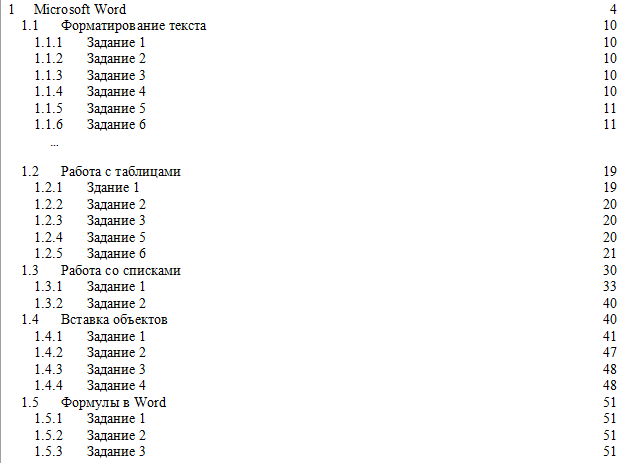 1 Microsoft Word 4
1.1 Форматирование текста 10
1.1.1 Задание 1 10
1.1.2 Задание 2 10
1.1.3 Задание 3 10
1.1.4 Задание 4 10
1.1.5 Задание 5 11
1.1.6 Задание 6 11
...
1.2 Работа с таблицами 19
1.2.1 Здание 1 19
1.2.2 Задание 2 20
1.2.3 Задание 3 20
1.2.4 Задание 5 20
1.2.5 Задание 6 21
1.3 Работа со списками 30
1.3.1 Задание 1 33
1.3.2 Задание 2 40
1.4 Вставка объектов 40
1.4.1 Задание 1 41
1.4.2 Задание 2 47
1.4.3 Задание 3 48
1.4.4 Задание 4 48
1.5 Формулы в Word 51
1.5.1 Задание 1 51
1.5.2 Задание 2 51
1.5.3 Задание 3 51